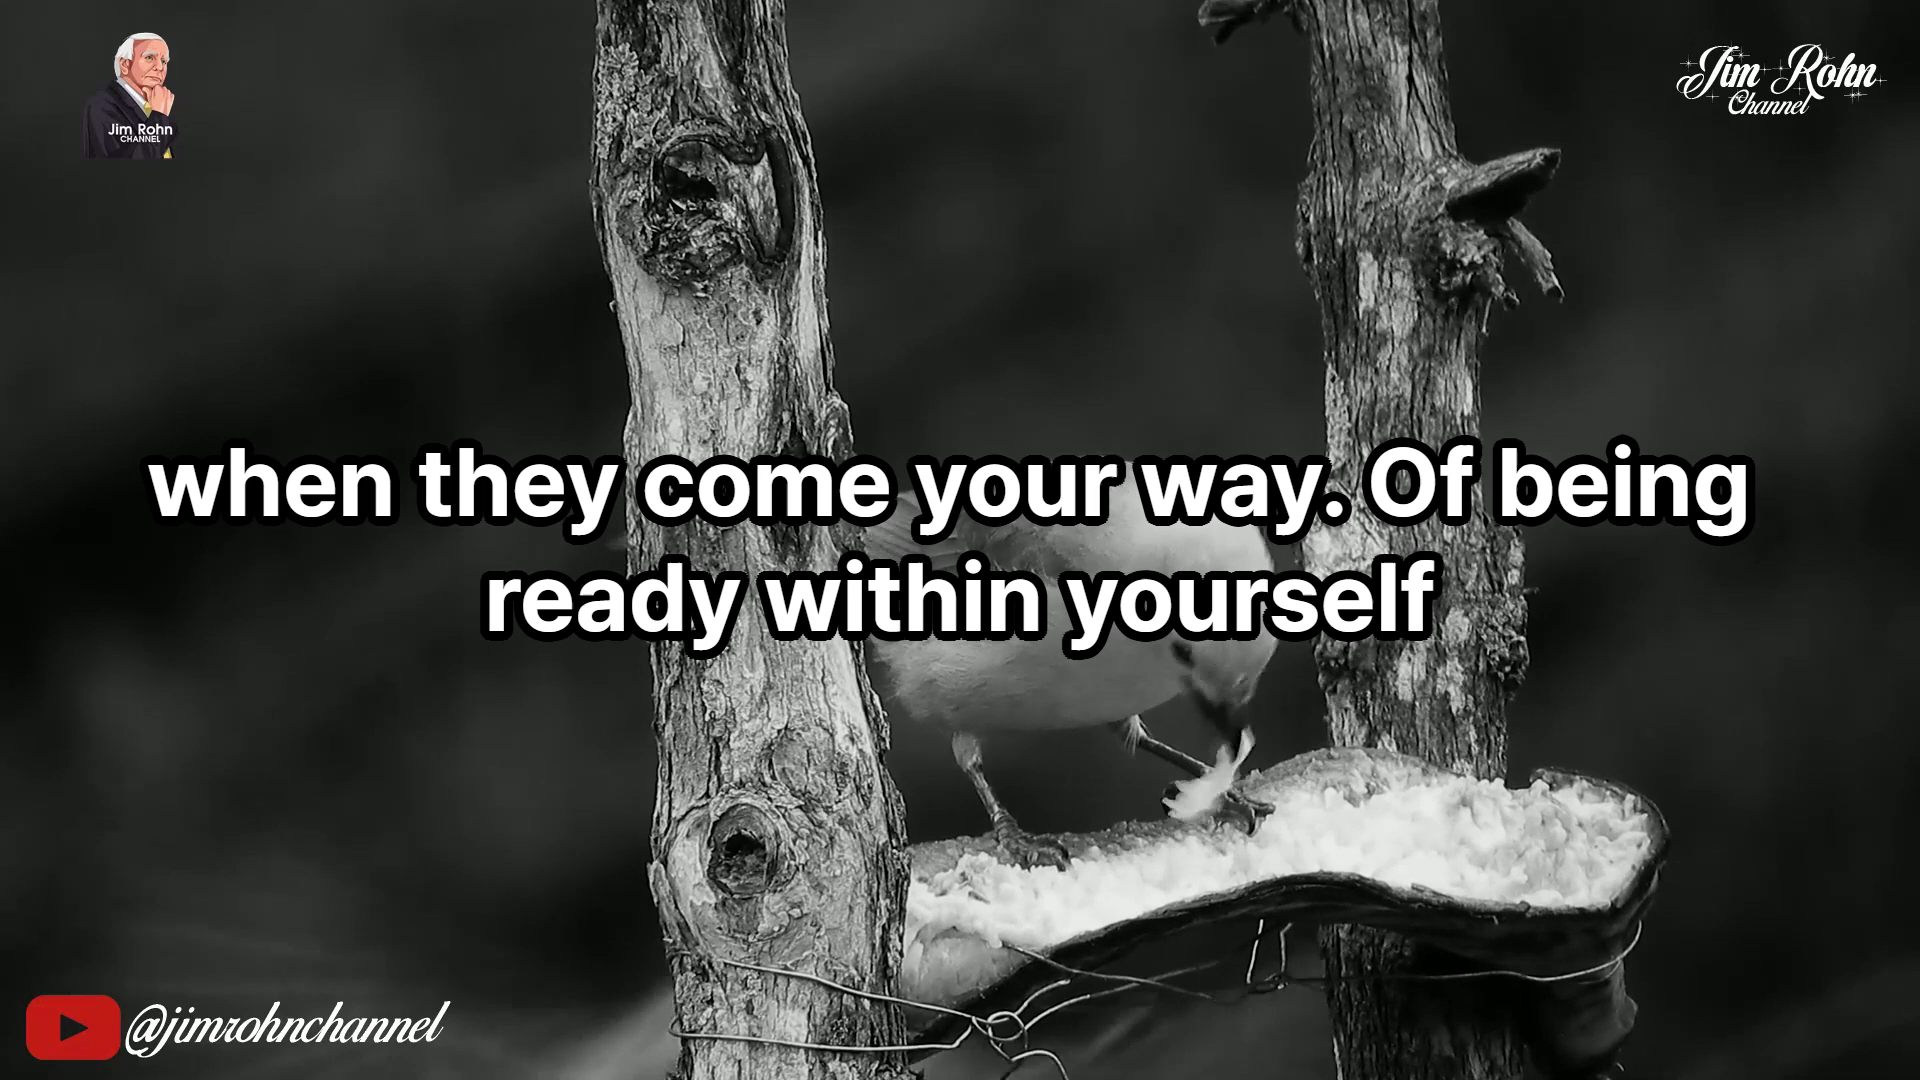 Jim Rohn
CHANNEL
Jim Rohn
Channel
when they come your way. Of being
ready within yourself
@jimrohnchannel